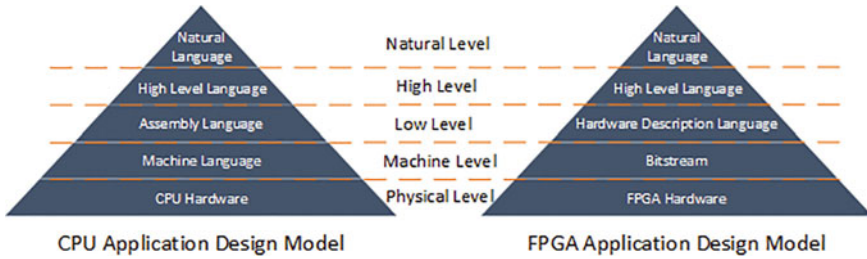 Natural
Language
High Level Language
Assembly Language
Machine Language
CPU Hardware
CPU Application Design Model
Natural Level
High Level
Low Level
Machine Level
Physical Level
Natural
Language
High Level Language
Hardware Description Language
Bitstream
FPGA Hardware
FPGA Application Design Model